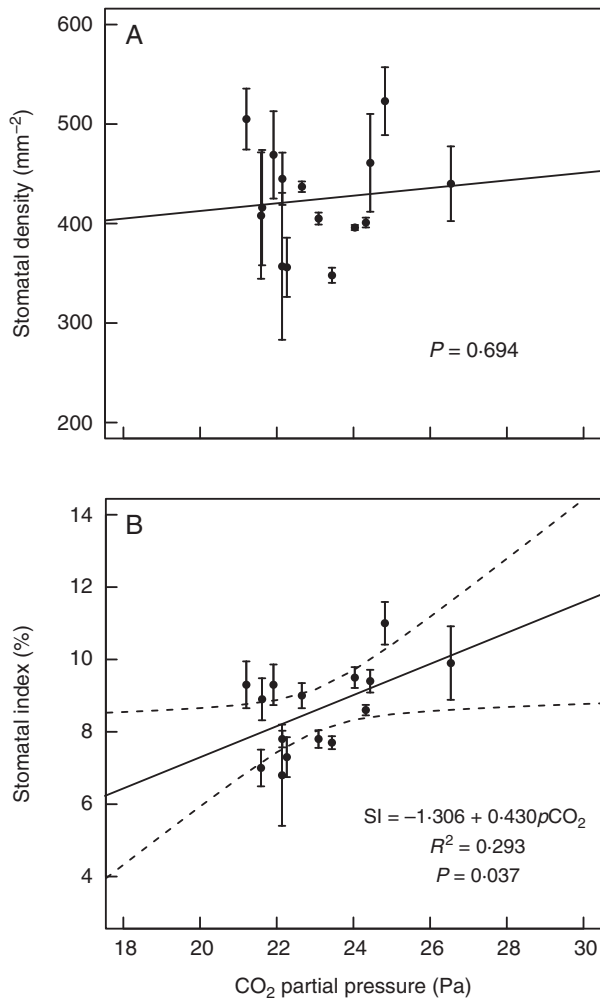 A
Stomatal density (mm⁻²)
600
500
400
300
200
P = 0·694
B
Stomatal index (%)
14
12
10
8
6
4
SI = –1·306 + 0·430pCO₂
R² = 0·293
P = 0·037
18 20 22 24 26 28 30
CO₂ partial pressure (Pa)